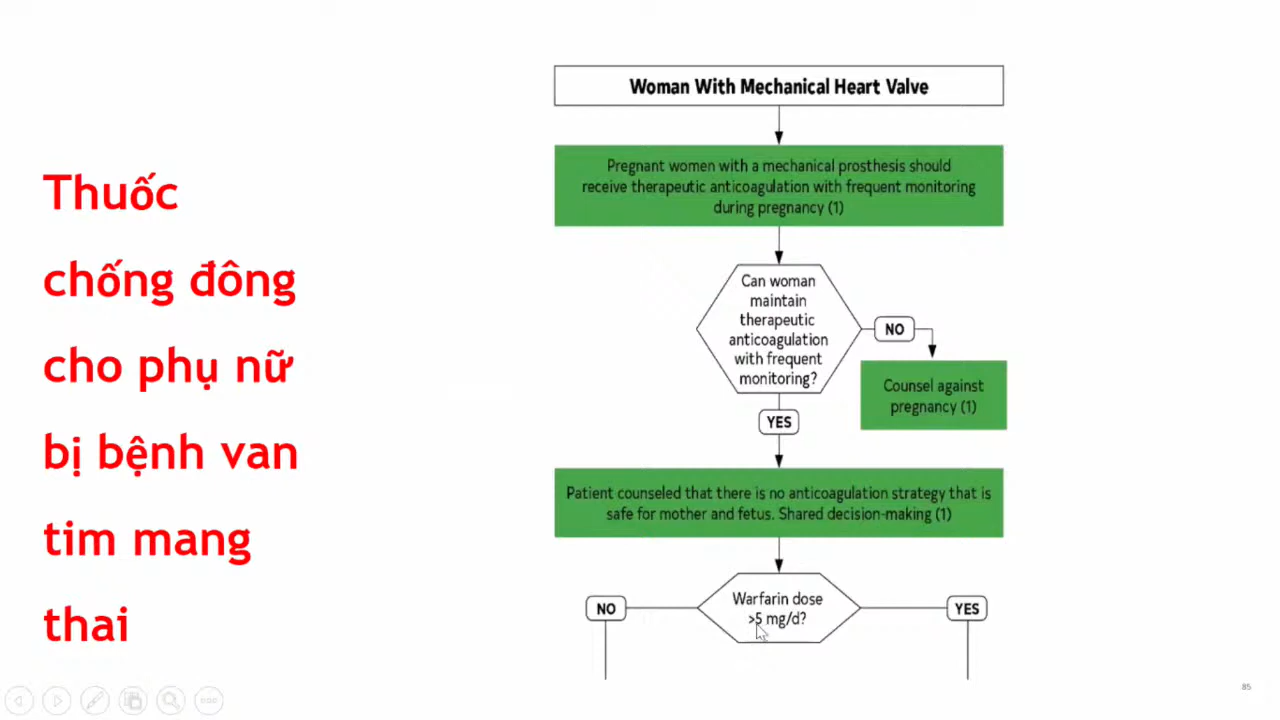 Thuốc
chống đông
cho phụ nữ
bị bệnh van
tim mang
thai
Woman With Mechanical Heart Valve
Pregnant women with a mechanical prosthesis should
receive therapeutic anticoagulation with frequent monitoring
during pregnancy (1)
Can woman
maintain
therapeutic
anticoagulation
with frequent
monitoring?
NO
Counsel against
pregnancy (1)
YES
Patient counseled that there is no anticoagulation strategy that is
safe for mother and fetus. Shared decision-making (1)
Warfarin dose
>5 mg/d?
NO
YES
85